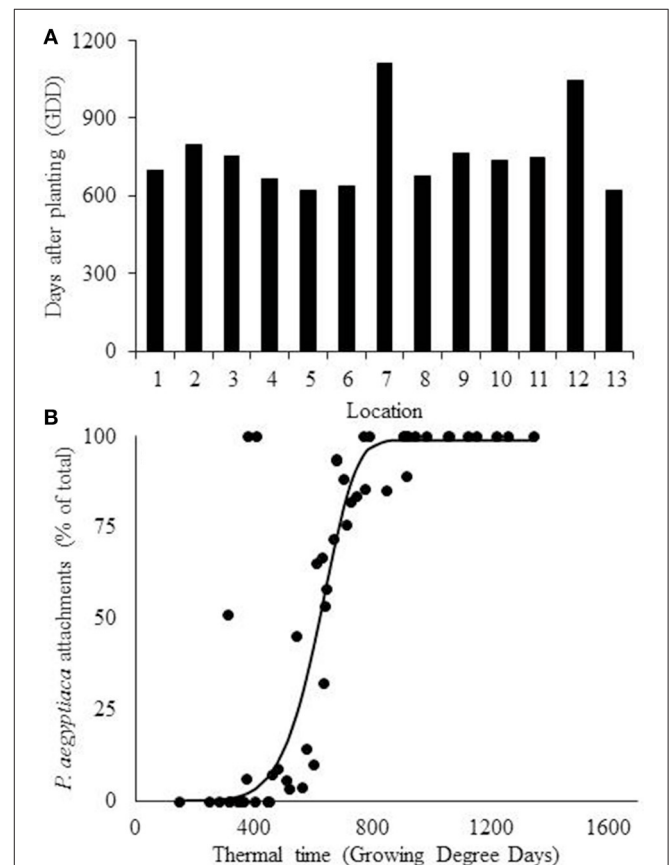 A
1200
900
600
300
0
Days after planting (GDD)
1 2 3 4 5 6 7 8 9 10 11 12 13
Location
B
100
75
50
25
0
P. aegyptiaca attachments (% of total)
0 400 800 1200 1600
Thermal time (Growing Degree Days)